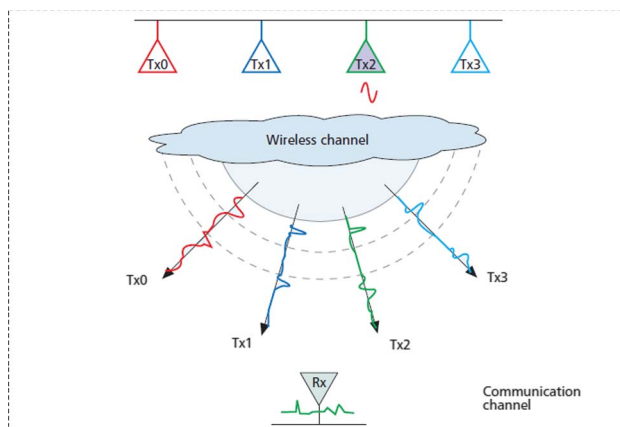 Tx0 Tx1 Tx2 Tx3
Wireless channel
Tx0
Tx3
Tx1
Tx2
Rx
Communication
channel